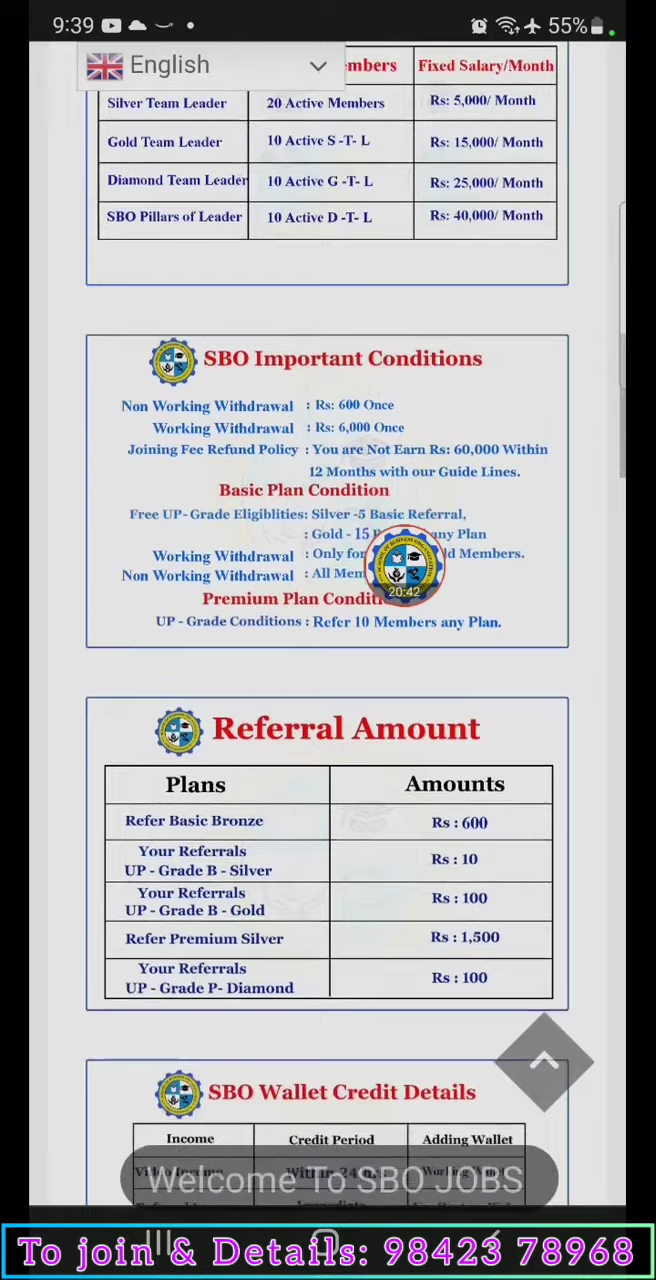 9:39
55%
English
mbers Fixed Salary/Month
Silver Team Leader 20 Active Members Rs: 5,000/ Month
Gold Team Leader 10 Active S -T- L Rs: 15,000/ Month
Diamond Team Leader 10 Active G -T- L Rs: 25,000/ Month
SBO Pillars of Leader 10 Active D -T- L Rs: 40,000/ Month
SBO Important Conditions
Non Working Withdrawal : Rs: 600 Once
Working Withdrawal : Rs: 6,000 Once
Joining Fee Refund Policy : You are Not Earn Rs: 60,000 Within
12 Months with our Guide Lines.
Basic Plan Condition
Free UP-Grade Eligiblities: Silver -5 Basic Referral,
: Gold - 15 any Plan
Working Withdrawal : Only for Members.
Non Working Withdrawal : All
20:42
Premium Plan
UP - Grade Conditions : Refer 10 Members any Plan.
Referral Amount
Plans Amounts
Refer Basic Bronze Rs : 600
Your Referrals
UP - Grade B - Silver Rs : 10
Your Referrals
UP - Grade B - Gold Rs : 100
Refer Premium Silver Rs : 1,500
Your Referrals
UP - Grade P- Diamond Rs : 100
SBO Wallet Credit Details
Income Credit Period Adding Wallet
Welcome To SBO JOBS
To join & Details: 98423 78968